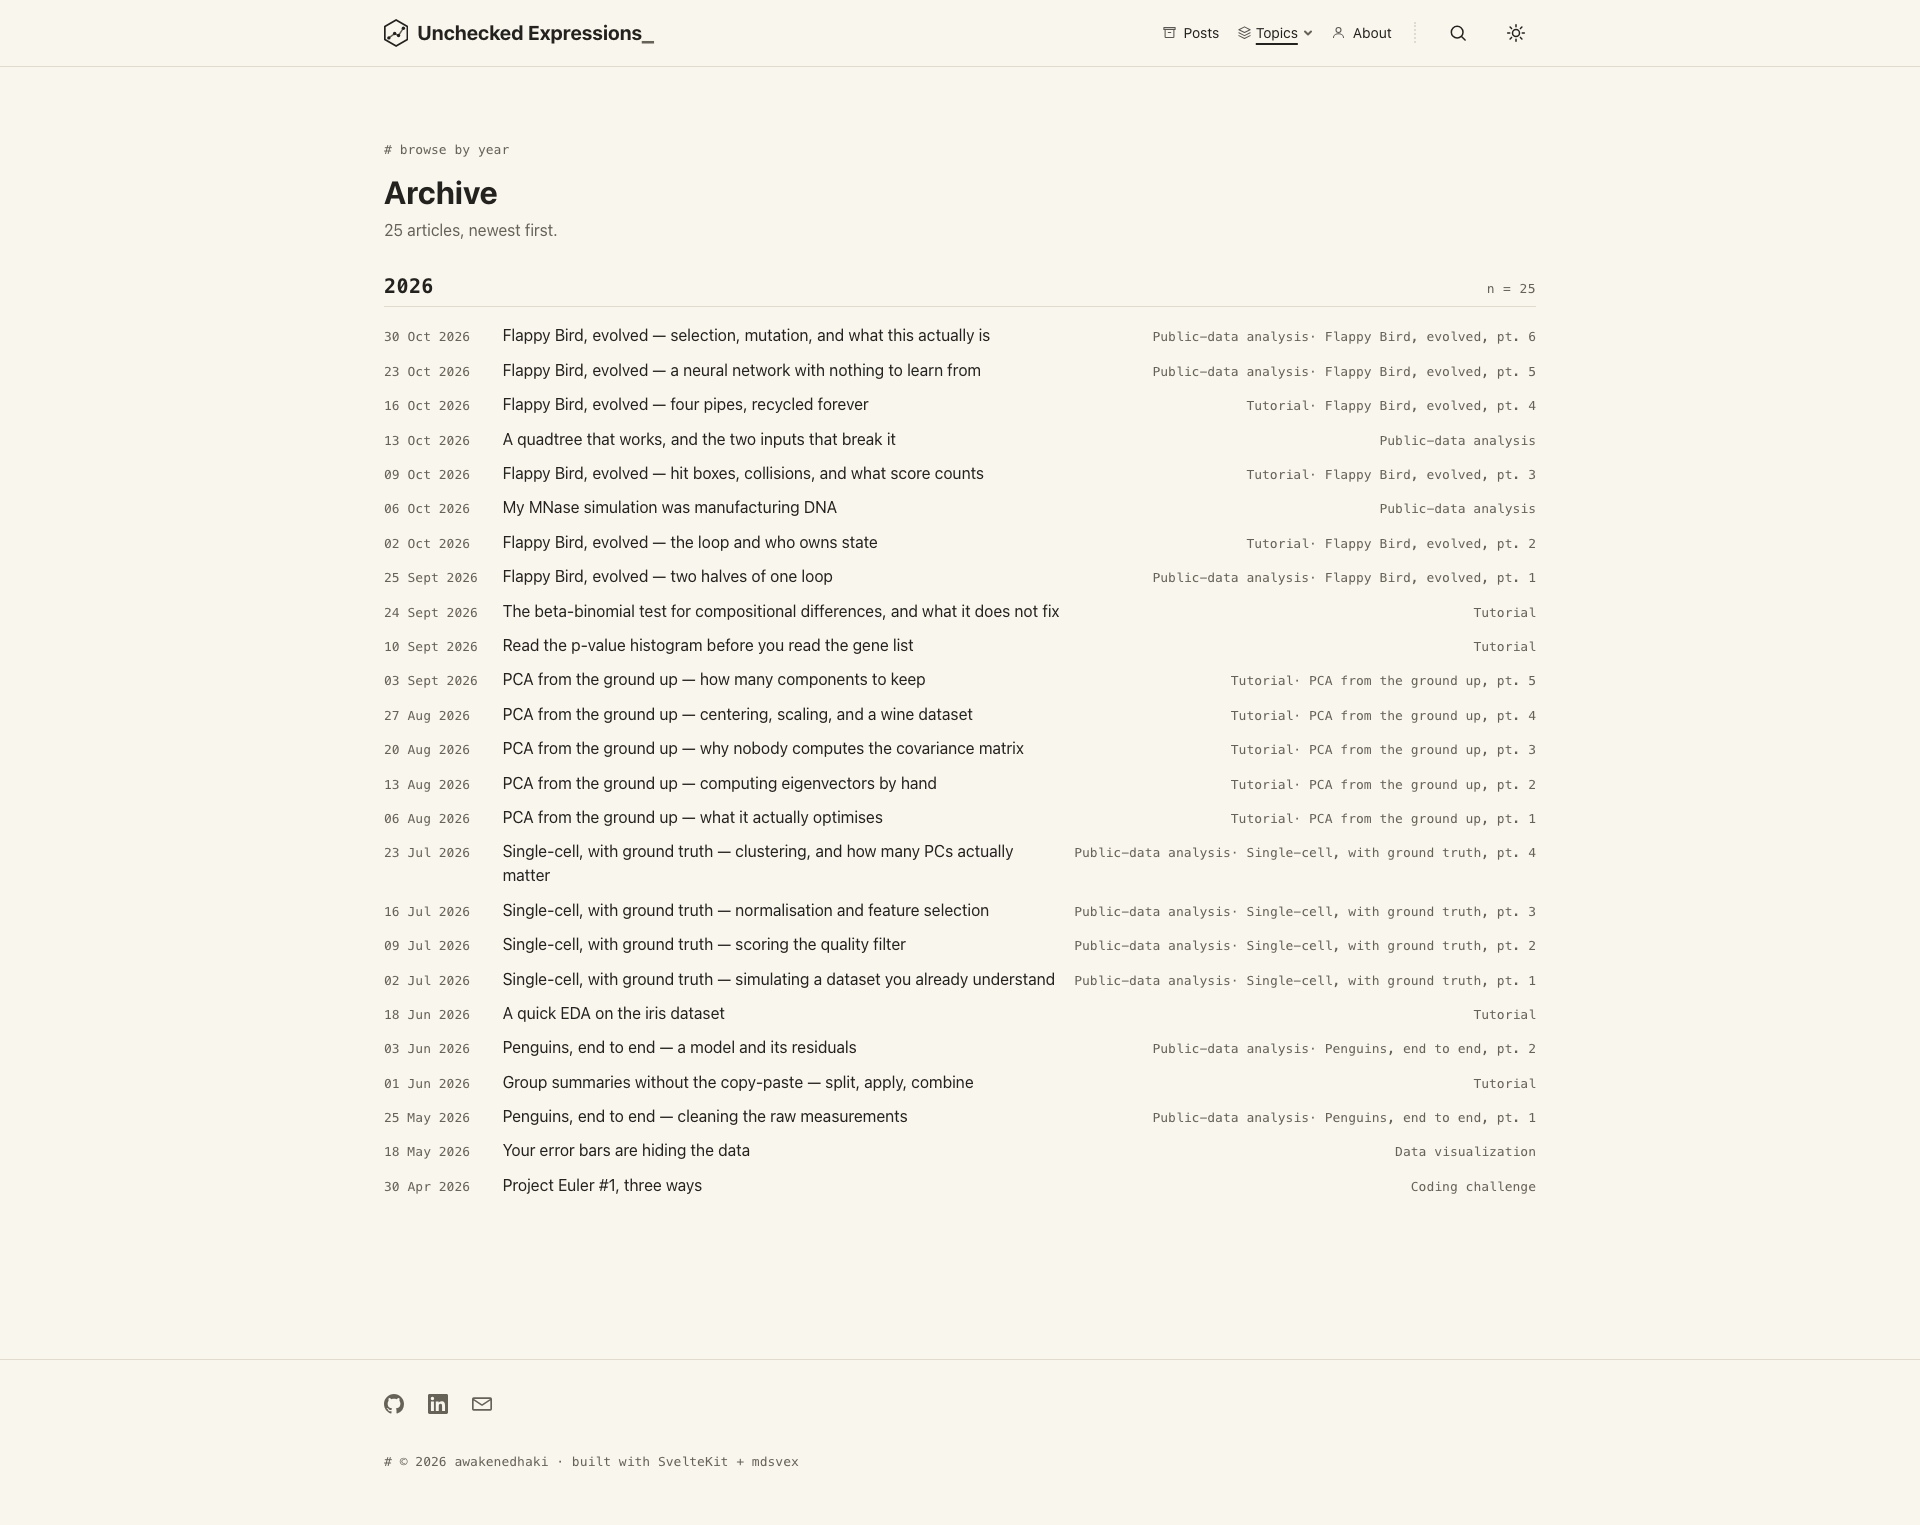 Unchecked Expressions_
Posts Topics About
# browse by year
Archive
25 articles, newest first.
2026 n = 25
30 Oct 2026 Flappy Bird, evolved — selection, mutation, and what this actually is Public-data analysis· Flappy Bird, evolved, pt. 6
23 Oct 2026 Flappy Bird, evolved — a neural network with nothing to learn from Public-data analysis· Flappy Bird, evolved, pt. 5
16 Oct 2026 Flappy Bird, evolved — four pipes, recycled forever Tutorial· Flappy Bird, evolved, pt. 4
13 Oct 2026 A quadtree that works, and the two inputs that break it Public-data analysis
09 Oct 2026 Flappy Bird, evolved — hit boxes, collisions, and what score counts Tutorial· Flappy Bird, evolved, pt. 3
06 Oct 2026 My MNase simulation was manufacturing DNA Public-data analysis
02 Oct 2026 Flappy Bird, evolved — the loop and who owns state Tutorial· Flappy Bird, evolved, pt. 2
25 Sept 2026 Flappy Bird, evolved — two halves of one loop Public-data analysis· Flappy Bird, evolved, pt. 1
24 Sept 2026 The beta-binomial test for compositional differences, and what it does not fix Tutorial
10 Sept 2026 Read the p-value histogram before you read the gene list Tutorial
03 Sept 2026 PCA from the ground up — how many components to keep Tutorial· PCA from the ground up, pt. 5
27 Aug 2026 PCA from the ground up — centering, scaling, and a wine dataset Tutorial· PCA from the ground up, pt. 4
20 Aug 2026 PCA from the ground up — why nobody computes the covariance matrix Tutorial· PCA from the ground up, pt. 3
13 Aug 2026 PCA from the ground up — computing eigenvectors by hand Tutorial· PCA from the ground up, pt. 2
06 Aug 2026 PCA from the ground up — what it actually optimises Tutorial· PCA from the ground up, pt. 1
23 Jul 2026 Single-cell, with ground truth — clustering, and how many PCs actually Public-data analysis· Single-cell, with ground truth, pt. 4
matter
16 Jul 2026 Single-cell, with ground truth — normalisation and feature selection Public-data analysis· Single-cell, with ground truth, pt. 3
09 Jul 2026 Single-cell, with ground truth — scoring the quality filter Public-data analysis· Single-cell, with ground truth, pt. 2
02 Jul 2026 Single-cell, with ground truth — simulating a dataset you already understand Public-data analysis· Single-cell, with ground truth, pt. 1
18 Jun 2026 A quick EDA on the iris dataset Tutorial
03 Jun 2026 Penguins, end to end — a model and its residuals Public-data analysis· Penguins, end to end, pt. 2
01 Jun 2026 Group summaries without the copy-paste — split, apply, combine Tutorial
25 May 2026 Penguins, end to end — cleaning the raw measurements Public-data analysis· Penguins, end to end, pt. 1
18 May 2026 Your error bars are hiding the data Data visualization
30 Apr 2026 Project Euler #1, three ways Coding challenge
# © 2026 awakenedhaki · built with SvelteKit + mdsvex